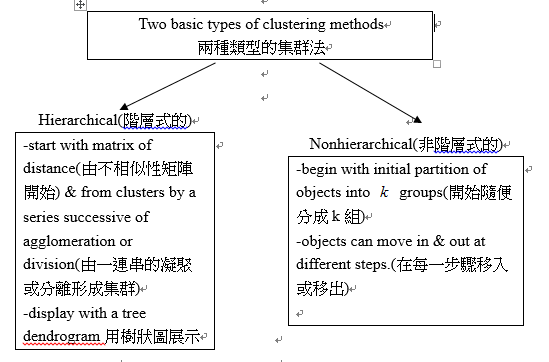 Two basic types of clustering methods
兩種類型的集群法
Hierarchical(階層式的)
-start with matrix of
distance(由不相似性矩陣
開始) & from clusters by a
series successive of
agglomeration or
division(由一連串的凝聚
或分離形成集群)
-display with a tree
dendrogram 用樹狀圖展示
Nonhierarchical(非階層式的)
-begin with initial partition of
objects into k groups(開始隨便
分成 k 組)
-objects can move in & out at
different steps.(在每一步驟移入
或移出)